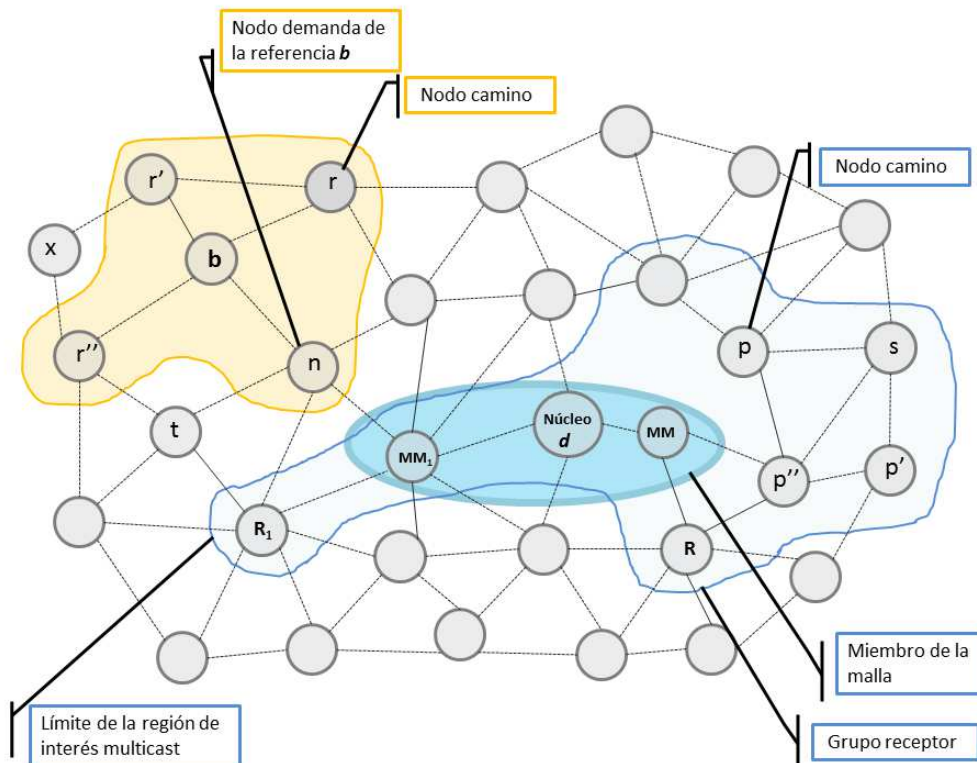 Nodo demanda de
la referencia b
Nodo camino
Nodo camino
r'
r
x
b
p
s
r''
n
t
Núcleo
d
MM
MM₁
p''
p'
R₁
R
Miembro de la
malla
Límite de la región de
interés multicast
Grupo receptor